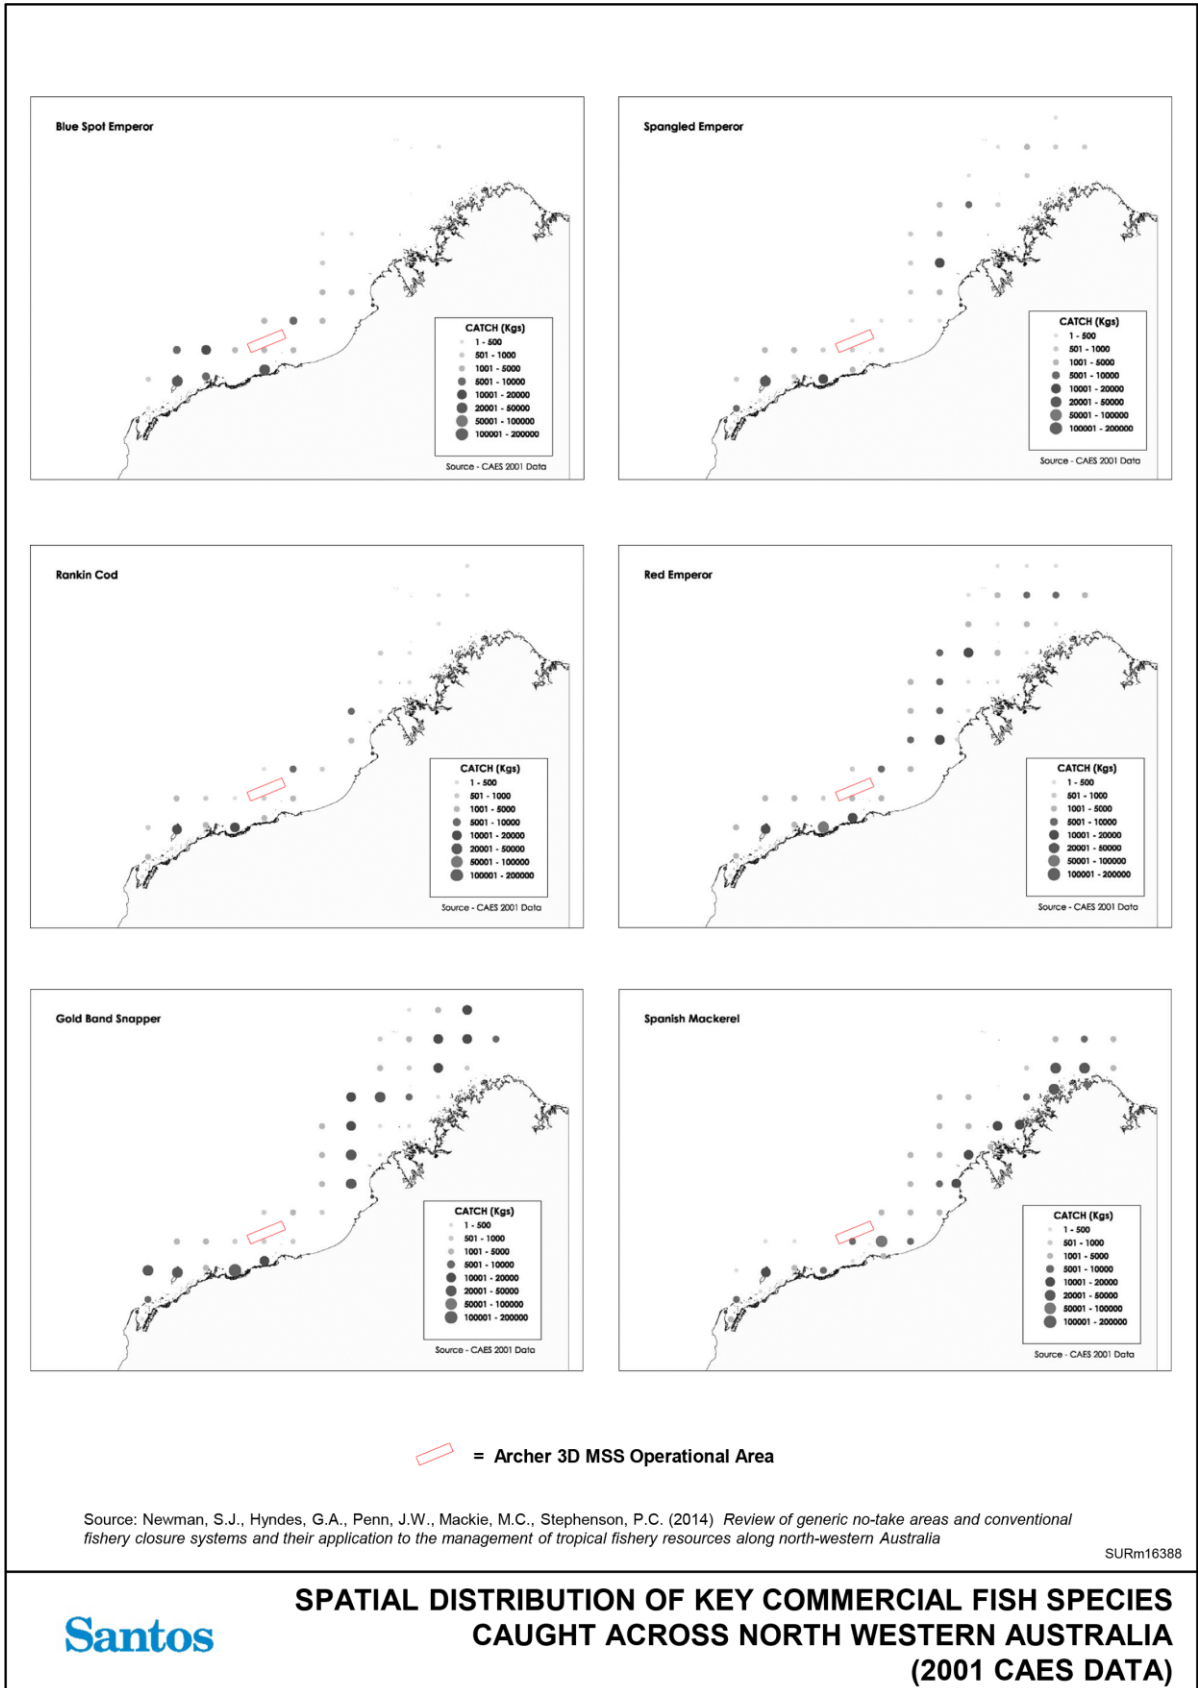 Blue Spot Emperor
CATCH (Kgs)
1 - 500
501 - 1000
1001 - 5000
5001 - 10000
10001 - 20000
20001 - 50000
50001 - 100000
100001 - 200000
Source - CAES 2001 Data
Spangled Emperor
CATCH (Kgs)
1 - 500
501 - 1000
1001 - 5000
5001 - 10000
10001 - 20000
20001 - 50000
50001 - 100000
100001 - 200000
Source - CAES 2001 Data
Rankin Cod
CATCH (Kgs)
1 - 500
501 - 1000
1001 - 5000
5001 - 10000
10001 - 20000
20001 - 50000
50001 - 100000
100001 - 200000
Source - CAES 2001 Data
Red Emperor
CATCH (Kgs)
1 - 500
501 - 1000
1001 - 5000
5001 - 10000
10001 - 20000
20001 - 50000
50001 - 100000
100001 - 200000
Source - CAES 2001 Data
Gold Band Snapper
CATCH (Kgs)
1 - 500
501 - 1000
1001 - 5000
5001 - 10000
10001 - 20000
20001 - 50000
50001 - 100000
100001 - 200000
Source - CAES 2001 Data
Spanish Mackerel
CATCH (Kgs)
1 - 500
501 - 1000
1001 - 5000
5001 - 10000
10001 - 20000
20001 - 50000
50001 - 100000
100001 - 200000
Source - CAES 2001 Data
= Archer 3D MSS Operational Area
Source: Newman, S.J., Hyndes, G.A., Penn, J.W., Mackie, M.C., Stephenson, P.C. (2014) Review of generic no-take areas and conventional
fishery closure systems and their application to the management of tropical fishery resources along north-western Australia
SURm16388
Santos
SPATIAL DISTRIBUTION OF KEY COMMERCIAL FISH SPECIES
CAUGHT ACROSS NORTH WESTERN AUSTRALIA
(2001 CAES DATA)